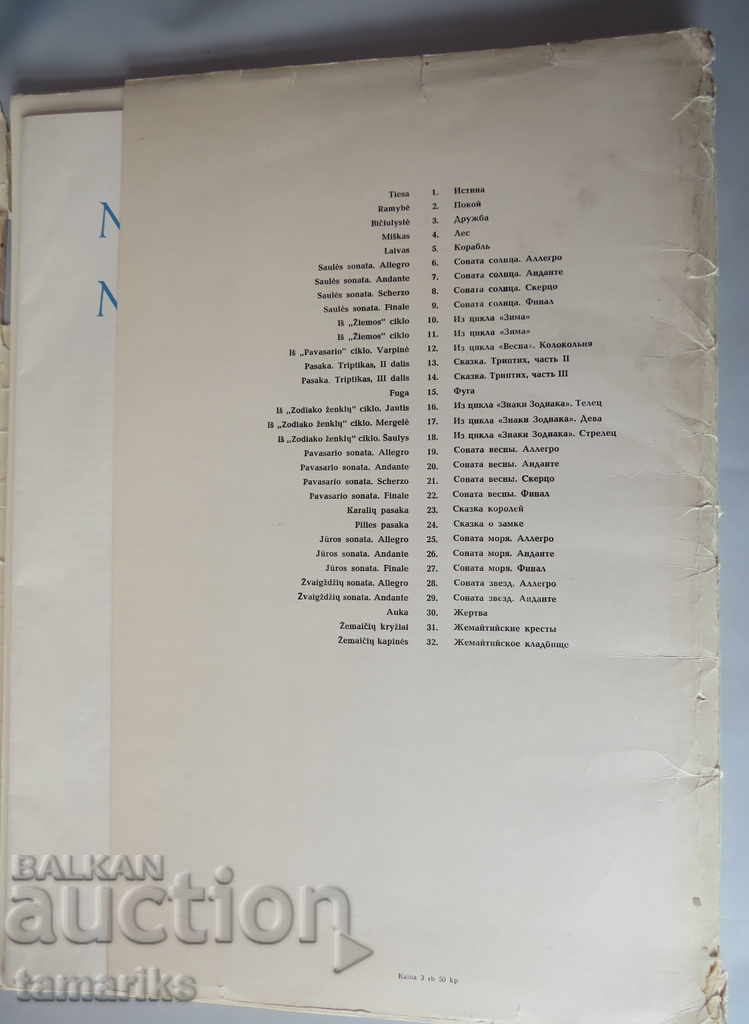 N
N
Tiesa 1. Истина
Ramybė 2. Покой
Bičiulystė 3. Дружба
Miškas 4. Лес
Laivas 5. Корабль
Saulės sonata. Allegro 6. Соната солнца. Аллегро
Saulės sonata. Andante 7. Соната солнца. Анданте
Saulės sonata. Scherzo 8. Соната солнца. Скерцо
Saulės sonata. Finale 9. Соната солнца. Финал
Iš „Žiemos“ ciklo 10. Из цикла «Зима»
Iš „Žiemos“ ciklo 11. Из цикла «Зима»
Iš „Pavasario“ ciklo. Varpinė 12. Из цикла «Весна». Колокольня
Pasaka. Triptikas, II dalis 13. Сказка. Триптих, часть II
Pasaka. Triptikas, III dalis 14. Сказка. Триптих, часть III
Fuga 15. Фуга
Iš „Zodiako ženklų“ ciklo. Jautis 16. Из цикла «Знаки Зодиака». Телец
Iš „Zodiako ženklų“ ciklo. Mergelė 17. Из цикла «Знаки Зодиака». Дева
Iš „Zodiako ženklų“ ciklo. Šaulys 18. Из цикла «Знаки Зодиака». Стрелец
Pavasario sonata. Allegro 19. Соната весны. Аллегро
Pavasario sonata. Andante 20. Соната весны. Анданте
Pavasario sonata. Scherzo 21. Соната весны. Скерцо
Pavasario sonata. Finale 22. Соната весны. Финал
Karalių pasaka 23. Сказка королей
Pilies pasaka 24. Сказка о замке
Jūros sonata. Allegro 25. Соната моря. Аллегро
Jūros sonata. Andante 26. Соната моря. Анданте
Jūros sonata. Finale 27. Соната моря. Финал
Žvaigždžių sonata. Allegro 28. Соната звезд. Аллегро
Žvaigždžių sonata. Andante 29. Соната звезд. Анданте
Auka 30. Жертва
Žemaičių kryžiai 31. Жемайтийские кресты
Žemaičių kapinės 32. Жемайтийское кладбище
Kaina 3 rb 50 kp
BALKAN
auction
tamariks